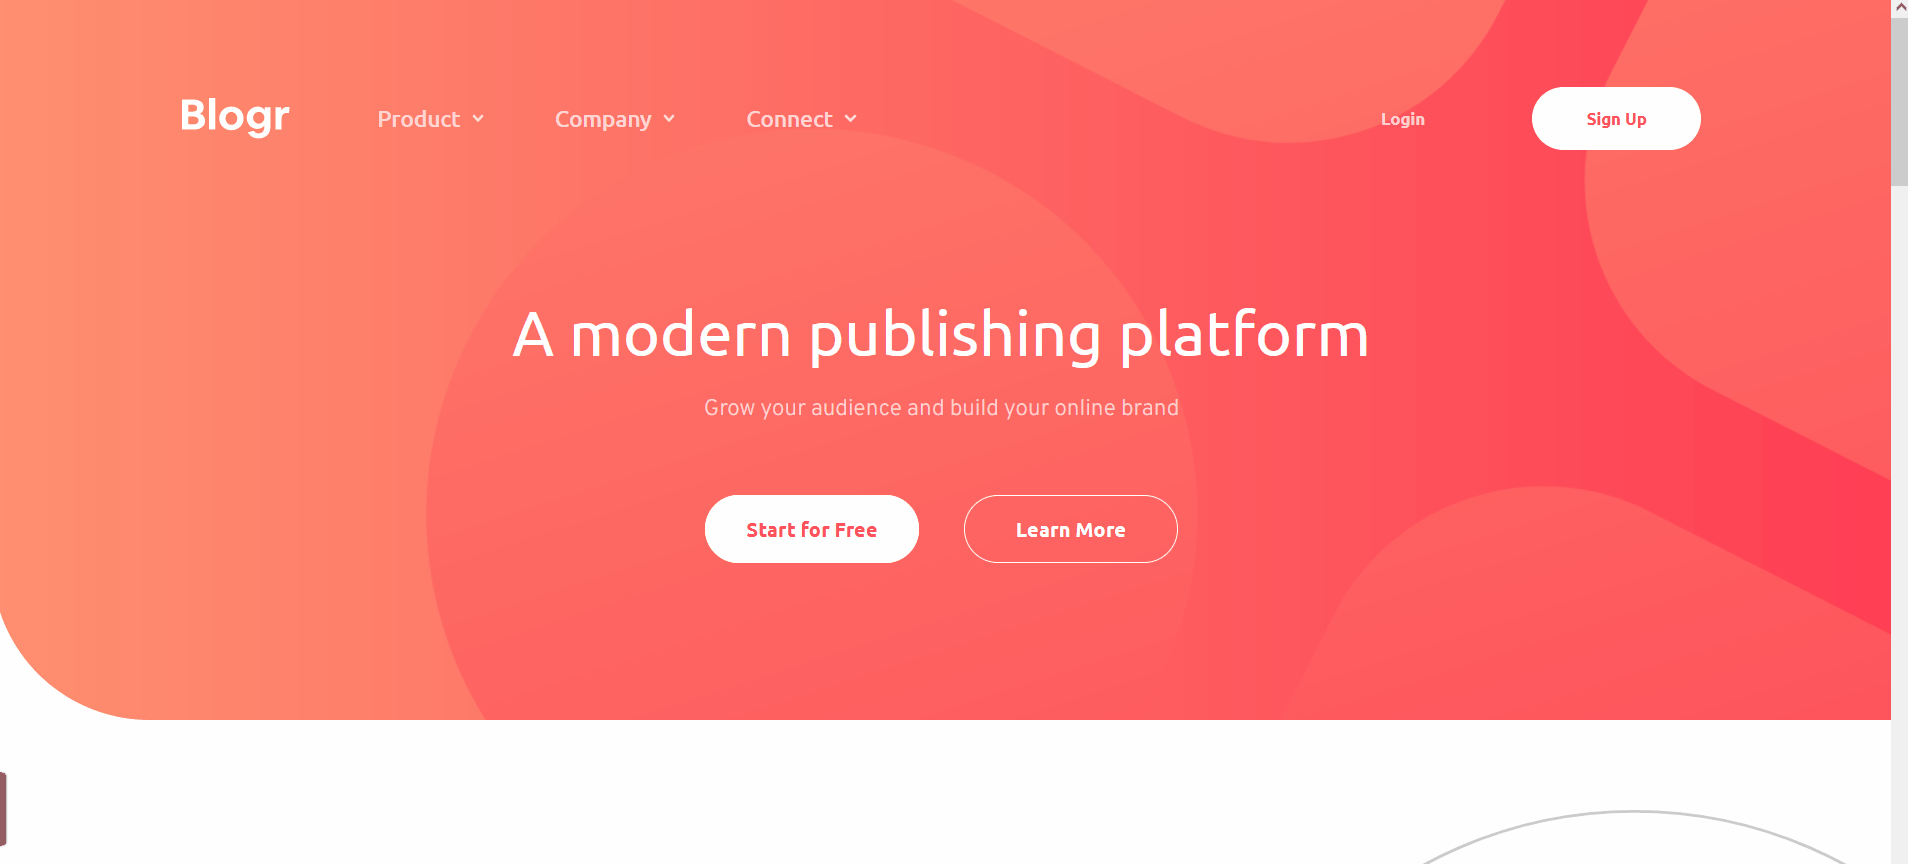 Blogr Product Company Connect Login Sign Up
A modern publishing platform
Grow your audience and build your online brand
Start for Free Learn More